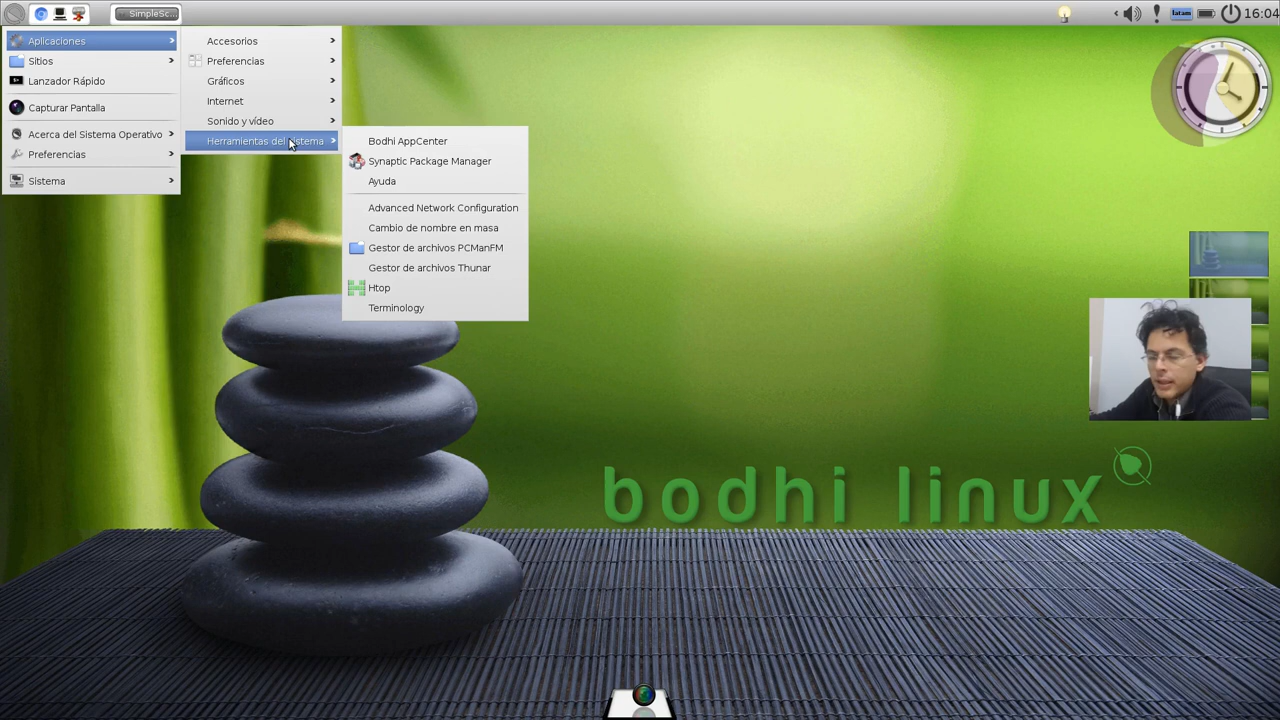 SimpleSc...
latam
16:04
Aplicaciones
Sitios
Lanzador Rápido
Capturar Pantalla
Acerca del Sistema Operativo
Preferencias
Sistema
Accesorios
Preferencias
Gráficos
Internet
Sonido y vídeo
Herramientas del sistema
Bodhi AppCenter
Synaptic Package Manager
Ayuda
Advanced Network Configuration
Cambio de nombre en masa
Gestor de archivos PCManFM
Gestor de archivos Thunar
Htop
Terminology
bodhi linux